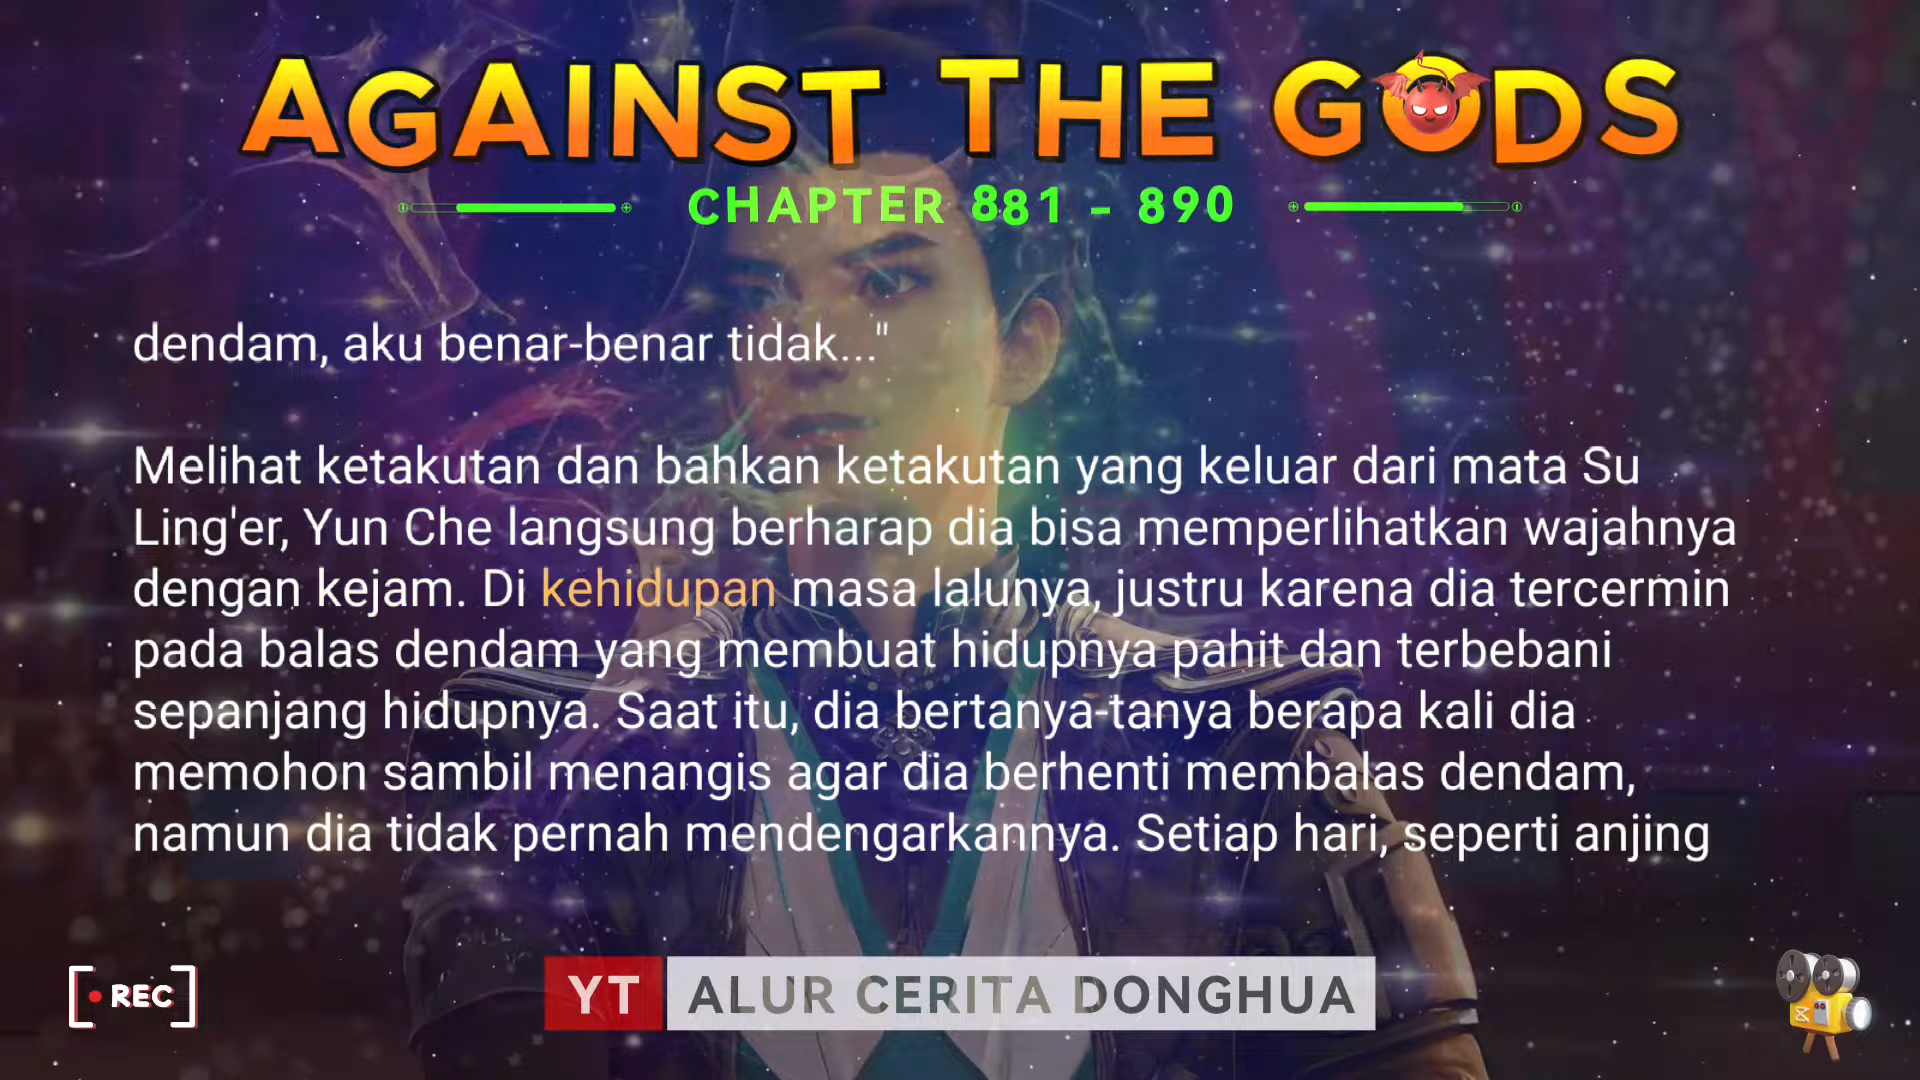 AGAINST THE GODS
CHAPTER 881 - 890
dendam, aku benar-benar tidak..."
Melihat ketakutan dan bahkan ketakutan yang keluar dari mata Su
Ling'er, Yun Che langsung berharap dia bisa memperlihatkan wajahnya
dengan kejam. Di kehidupan masa lalunya, justru karena dia tercermin
pada balas dendam yang membuat hidupnya pahit dan terbebani
sepanjang hidupnya. Saat itu, dia bertanya-tanya berapa kali dia
memohon sambil menangis agar dia berhenti membalas dendam,
namun dia tidak pernah mendengarkannya. Setiap hari, seperti anjing
REC
YT ALUR CERITA DONGHUA